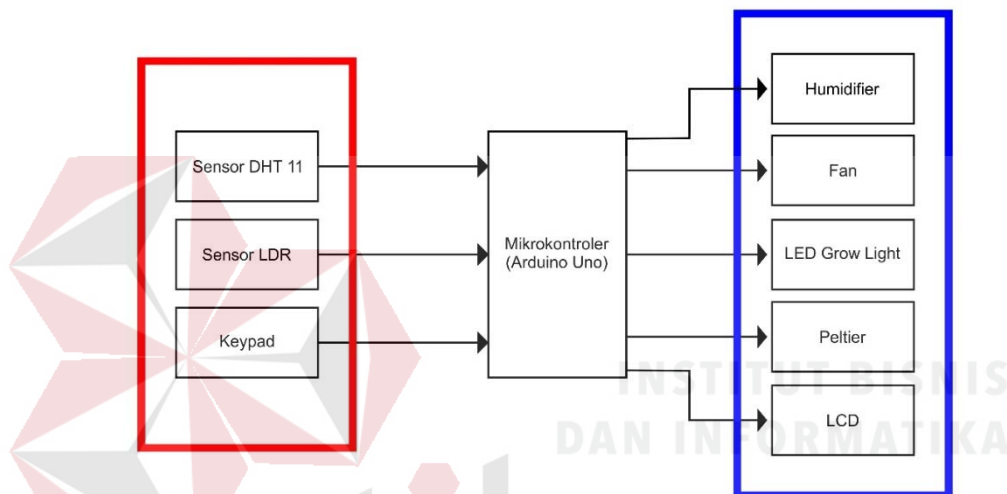 Sensor DHT 11
Sensor LDR
Keypad
Mikrokontroler
(Arduino Uno)
Humidifier
Fan
LED Grow Light
Peltier
LCD
INSTITUT BISNIS
DAN INFORMATIKA